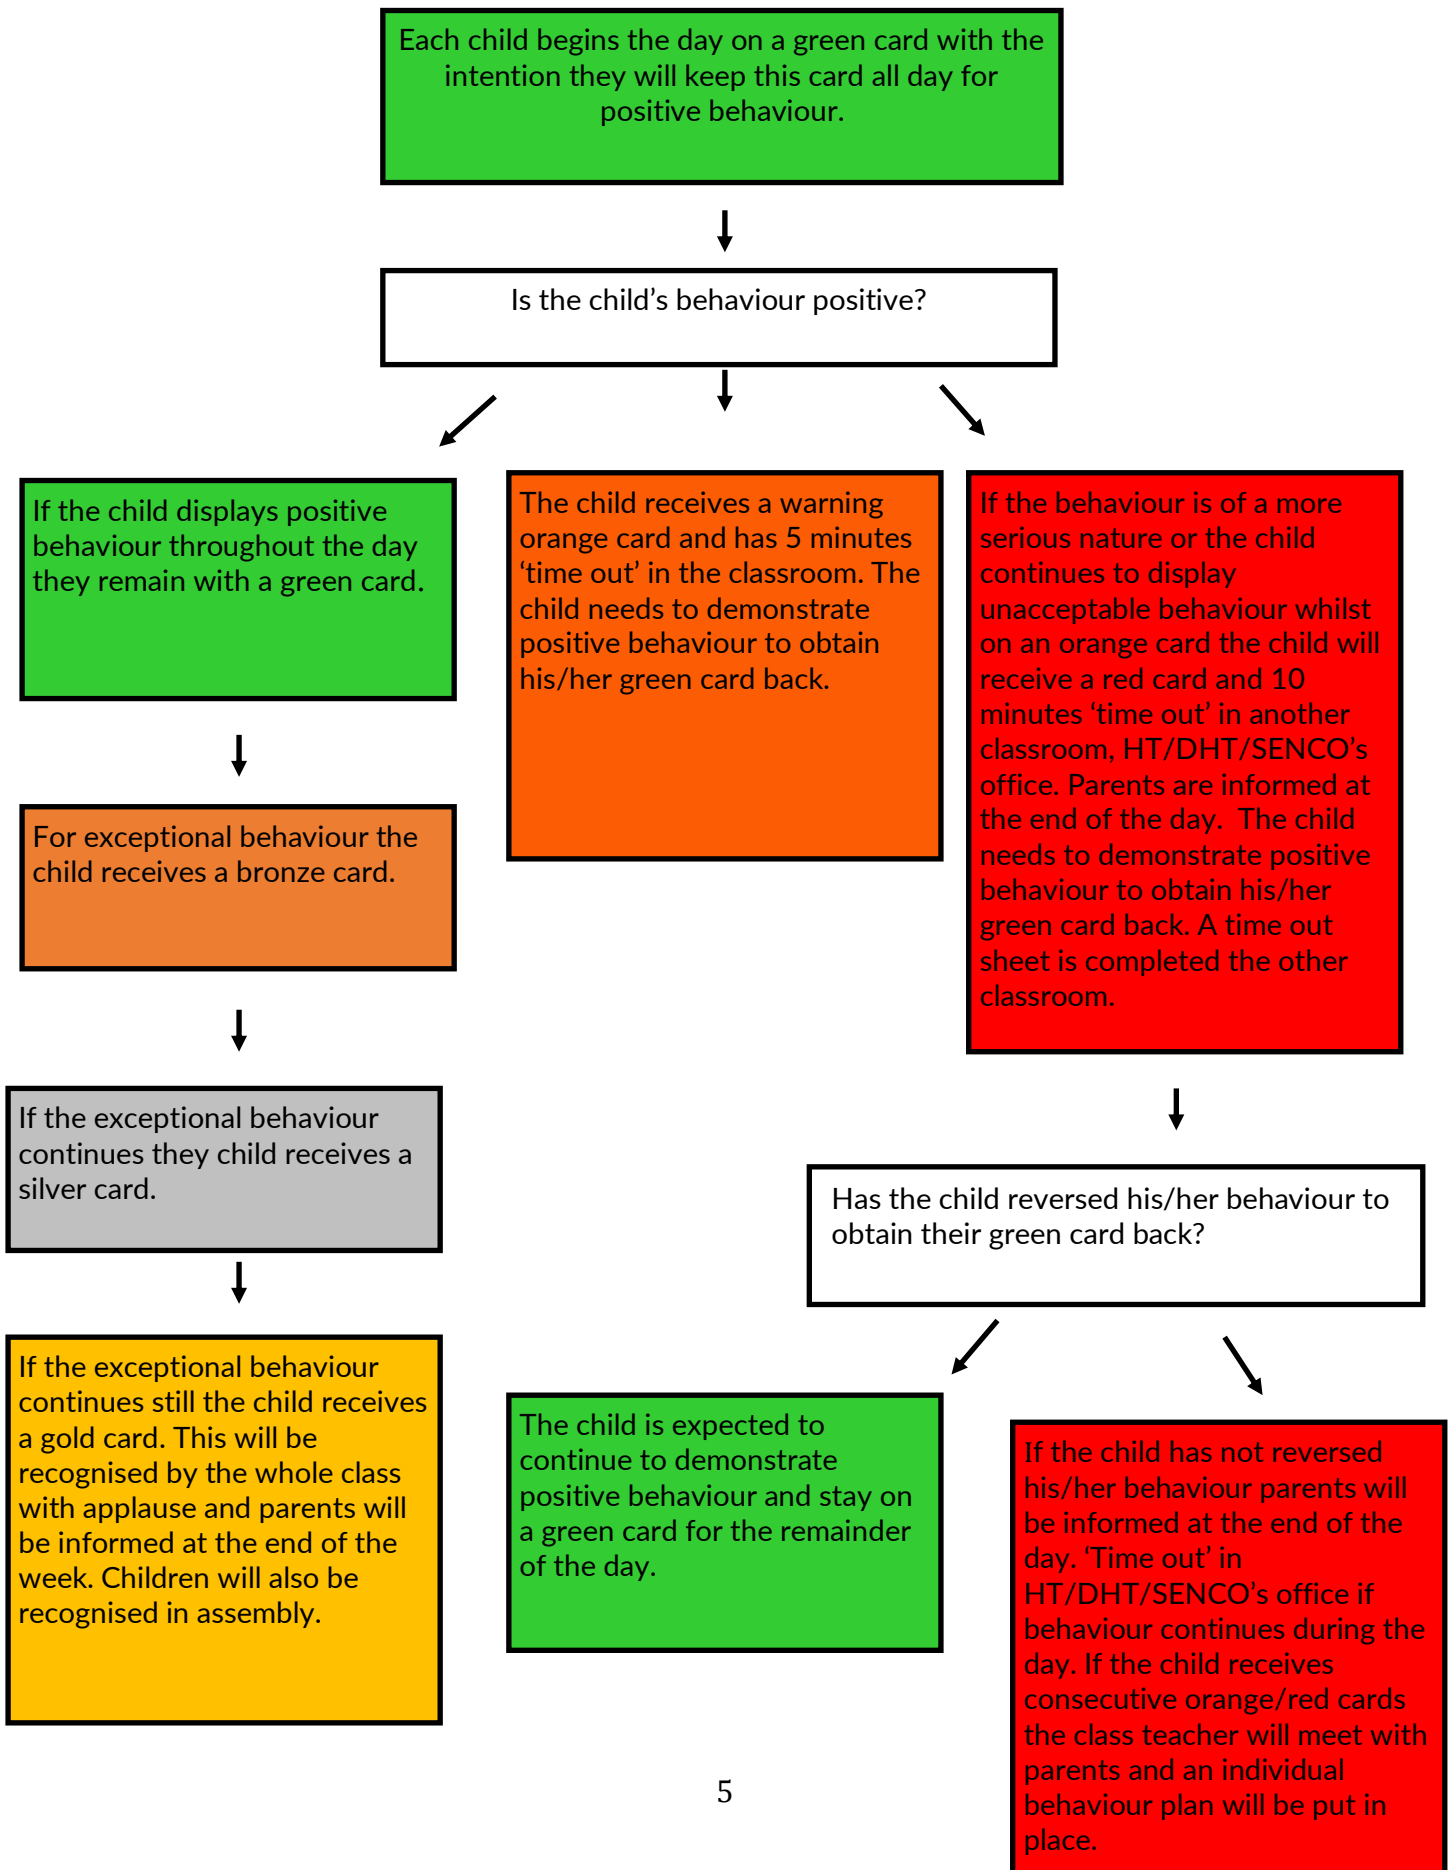 Each child begins the day on a green card with the
intention they will keep this card all day for
positive behaviour.
Is the child’s behaviour positive?
If the child displays positive
behaviour throughout the day
they remain with a green card.
The child receives a warning
orange card and has 5 minutes
‘time out’ in the classroom. The
child needs to demonstrate
positive behaviour to obtain
his/her green card back.
If the behaviour is of a more
serious nature or the child
continues to display
unacceptable behaviour whilst
on an orange card the child will
receive a red card and 10
minutes ‘time out’ in another
classroom, HT/DHT/SENCO’s
office. Parents are informed at
the end of the day.  The child
needs to demonstrate positive
behaviour to obtain his/her
green card back. A time out
sheet is completed the other
classroom.
For exceptional behaviour the
child receives a bronze card.
If the exceptional behaviour
continues they child receives a
silver card.
Has the child reversed his/her behaviour to
obtain their green card back?
If the exceptional behaviour
continues still the child receives
a gold card. This will be
recognised by the whole class
with applause and parents will
be informed at the end of the
week. Children will also be
recognised in assembly.
The child is expected to
continue to demonstrate
positive behaviour and stay on
a green card for the remainder
of the day.
If the child has not reversed
his/her behaviour parents will
be informed at the end of the
day. ‘Time out’ in
HT/DHT/SENCO’s office if
behaviour continues during the
day. If the child receives
consecutive orange/red cards
the class teacher will meet with
parents and an individual
behaviour plan will be put in
place.
5